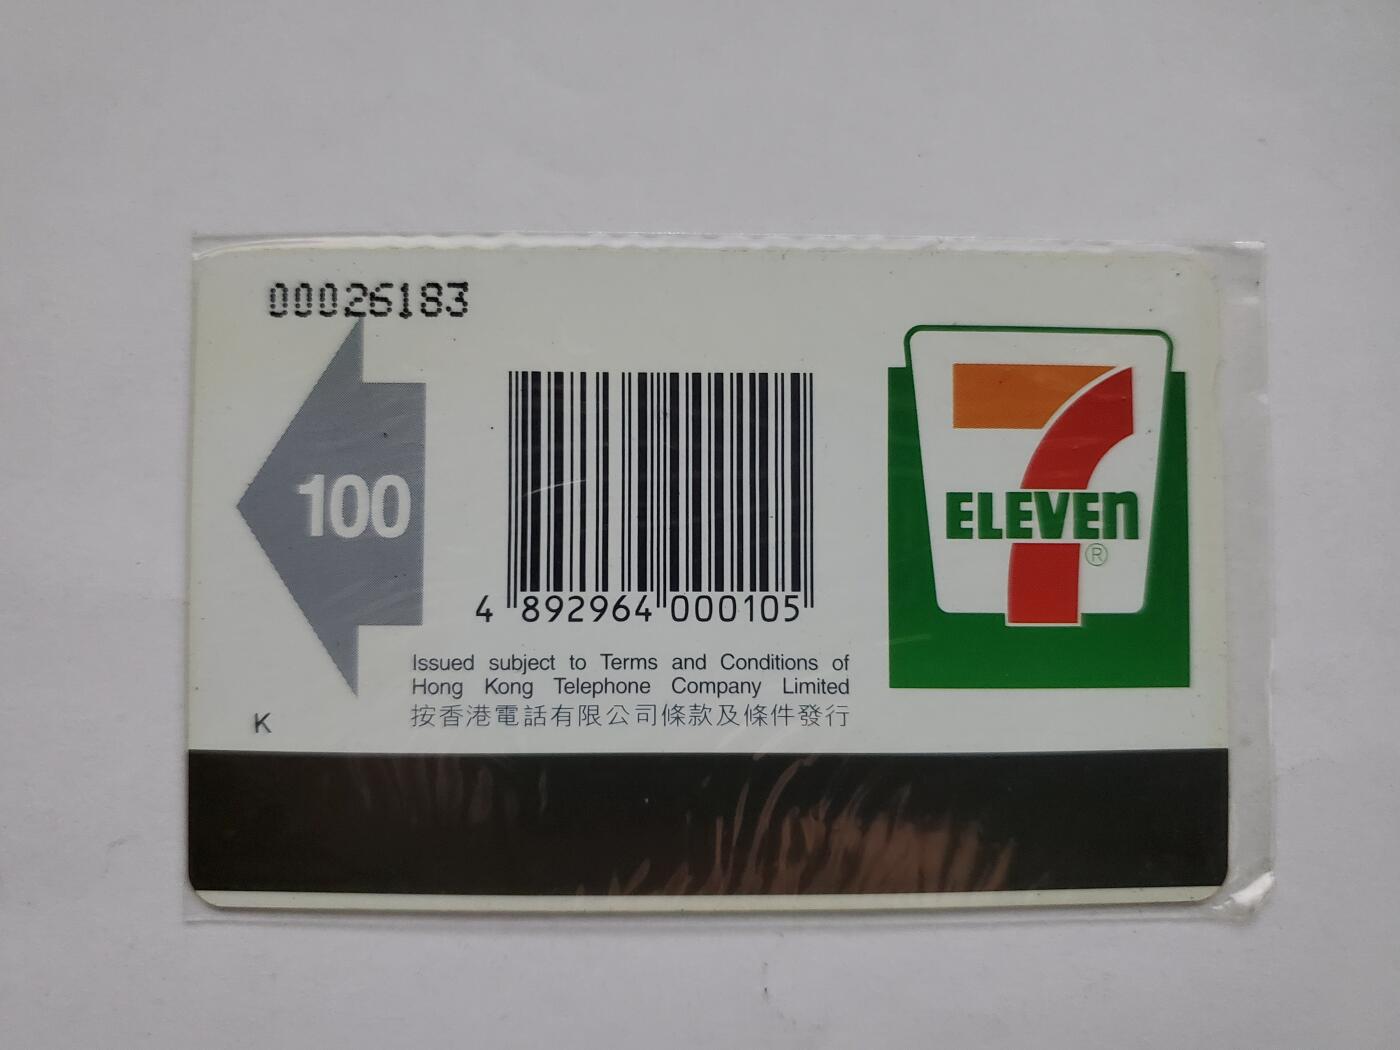 00026183
100
4 892964 000105
7
ELEVEn
®
Issued subject to Terms and Conditions of
Hong Kong Telephone Company Limited
按香港電話有限公司條款及條件發行
K